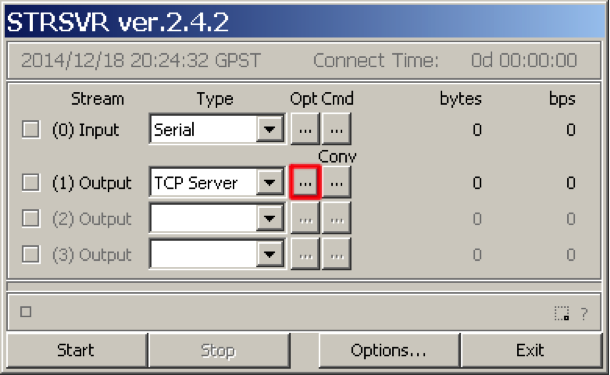 STRSVR ver.2.4.2
2014/12/18 20:24:32 GPST Connect Time: 0d 00:00:00
Stream Type Opt Cmd bytes bps
(0) Input Serial ... ... 0 0
Conv
(1) Output TCP Server ... ... 0 0
(2) Output ... ... 0 0
(3) Output ... ... 0 0
?
Start Stop Options... Exit